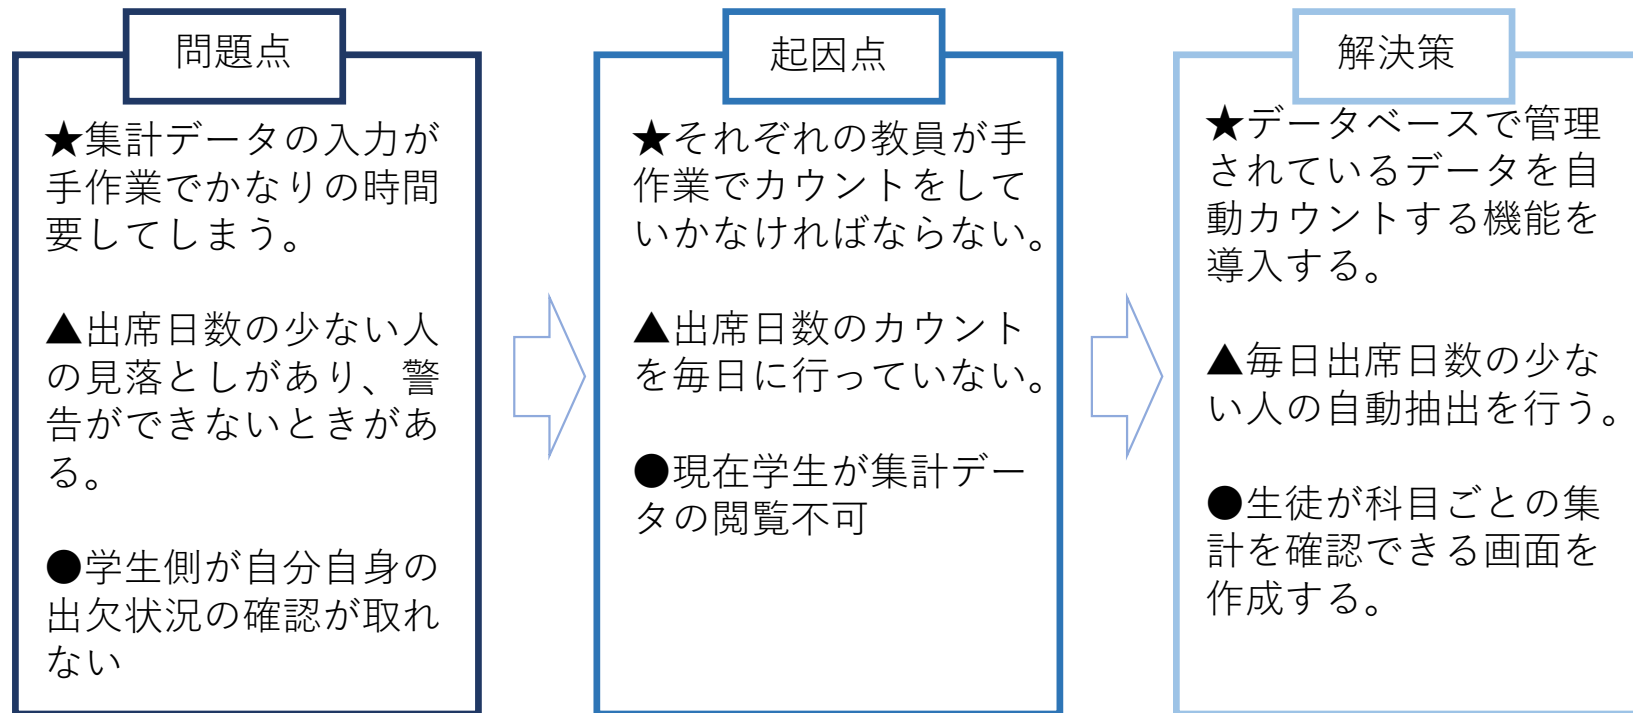 問題点
★集計データの入力が
手作業でかなりの時間
要してしまう。
▲出席日数の少ない人
の見落としがあり、警
告ができないときがあ
る。
●学生側が自分自身の
出欠状況の確認が取れ
ない
起因点
★それぞれの教員が手
作業でカウントをして
いかなければならない。
▲出席日数のカウント
を毎日に行っていない。
●現在学生が集計デー
タの閲覧不可
解決策
★データベースで管理
されているデータを自
動カウントする機能を
導入する。
▲毎日出席日数の少な
い人の自動抽出を行う。
●生徒が科目ごとの集
計を確認できる画面を
作成する。